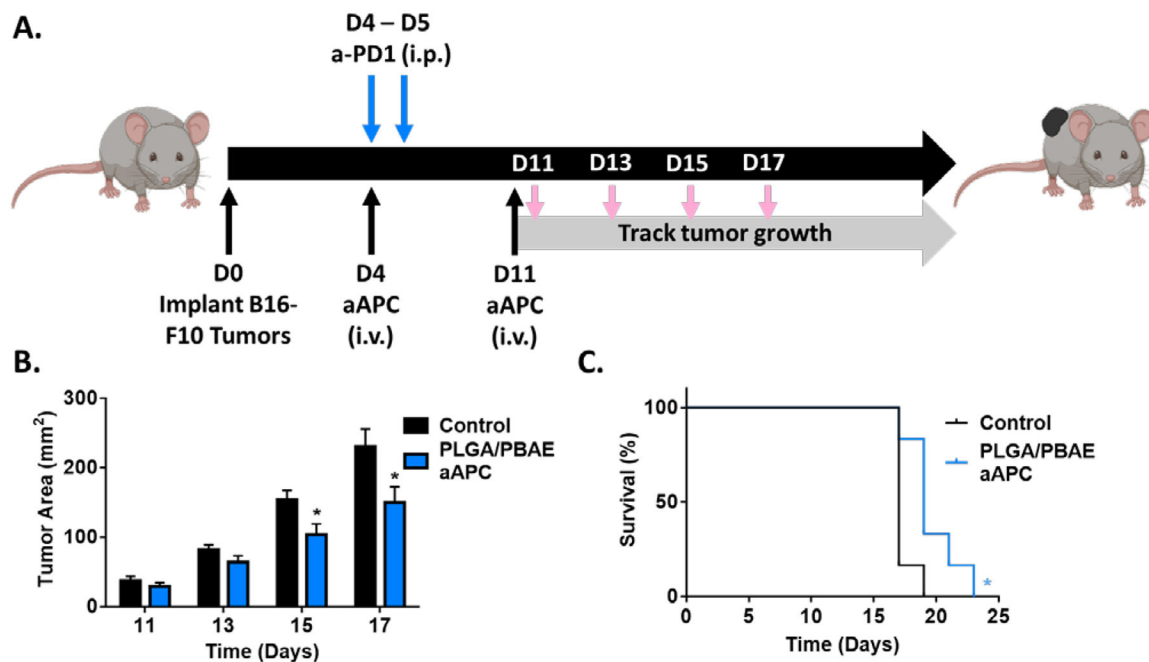 A.
D4 – D5
a-PD1 (i.p.)
D11 D13 D15 D17
Track tumor growth
D0
Implant B16-
F10 Tumors
D4
aAPC
(i.v.)
D11
aAPC
(i.v.)
B.
Tumor Area (mm²)
300
200
100
0
11 13 15 17
Time (Days)
Control
PLGA/PBAE
aAPC
* *
C.
Survival (%)
100
50
0
0 5 10 15 20 25
Time (Days)
Control
PLGA/PBAE
aAPC
*